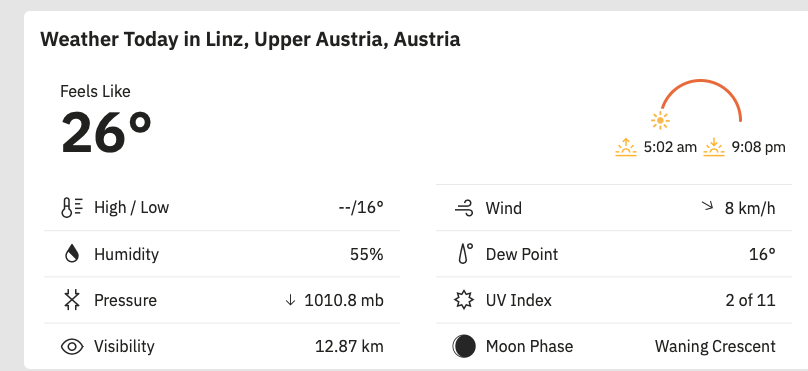 Weather Today in Linz, Upper Austria, Austria
Feels Like
26°
5:02 am 9:08 pm
High / Low --/16°
Wind 8 km/h
Humidity 55%
Dew Point 16°
Pressure 1010.8 mb
UV Index 2 of 11
Visibility 12.87 km
Moon Phase Waning Crescent